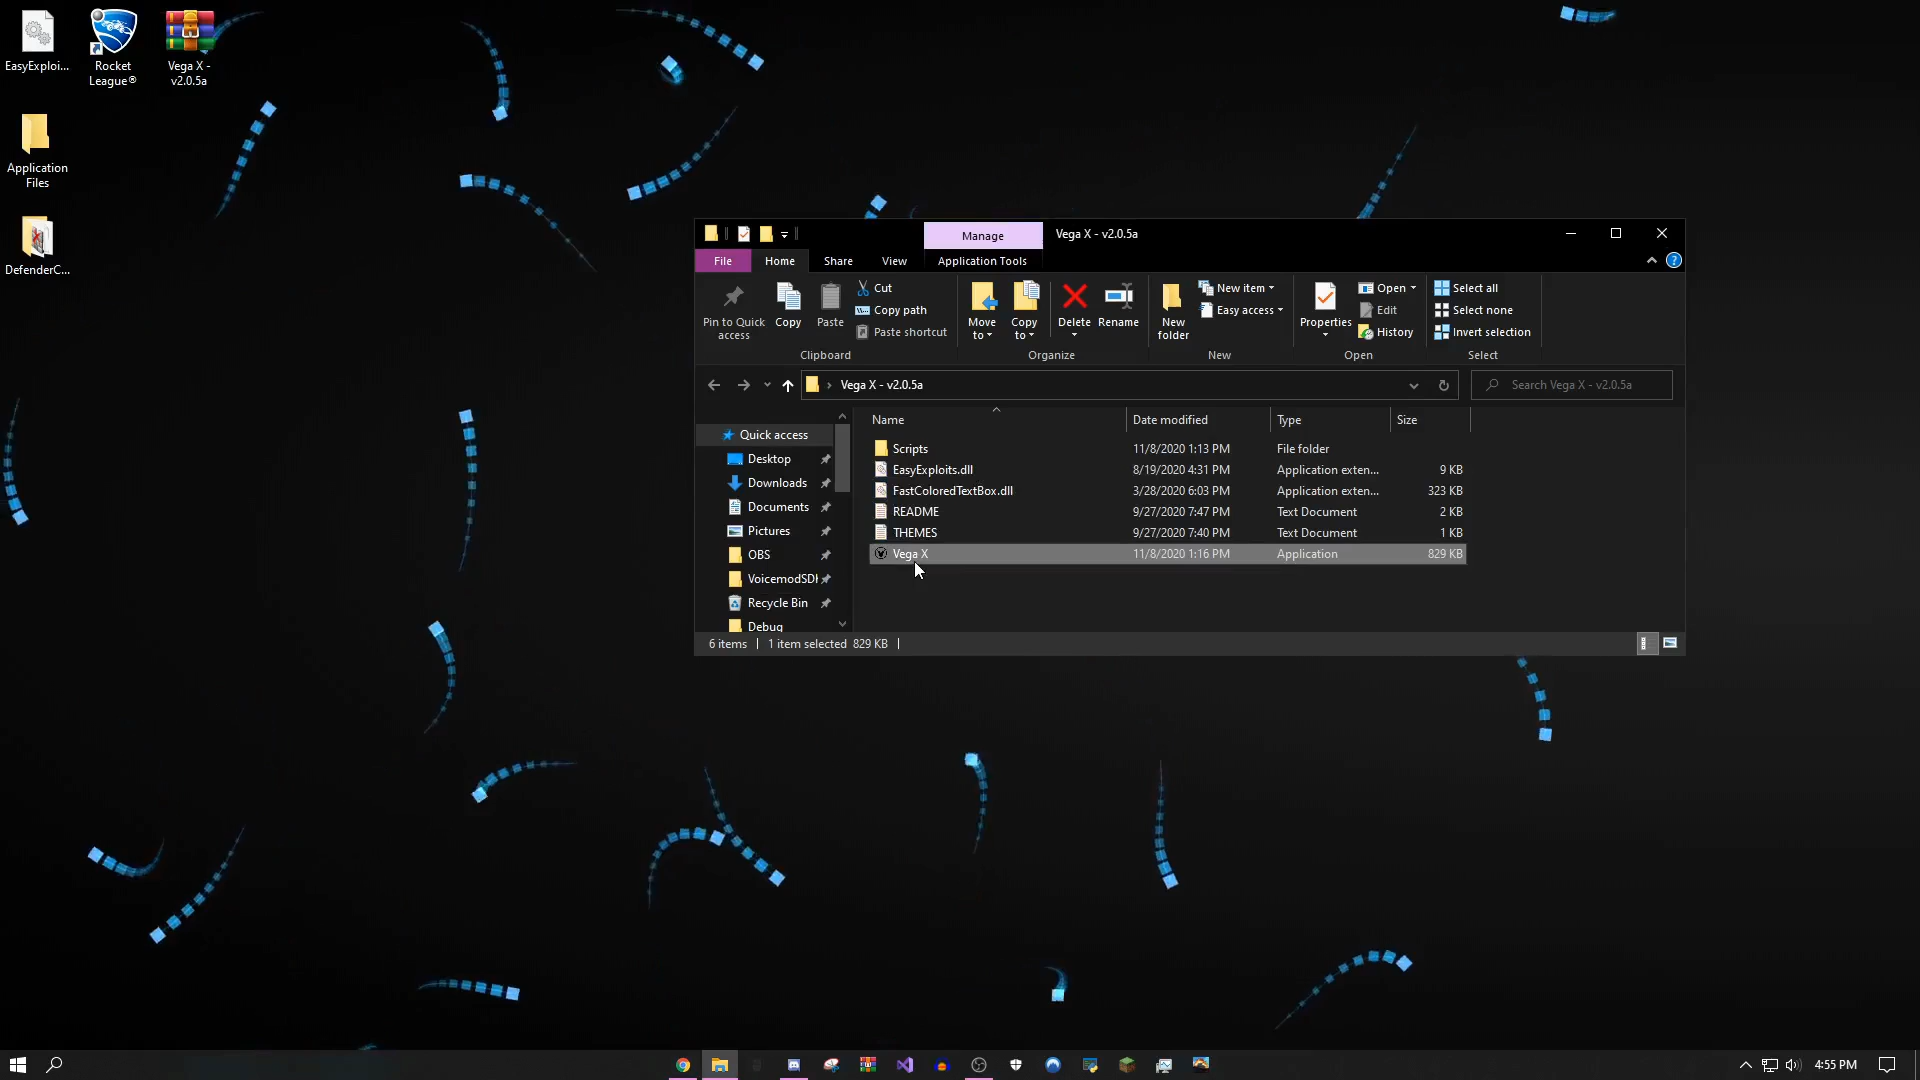 EasyExploi...
Rocket
League®
Vega X -
v2.0.5a
Application
Files
DefenderC...
Manage
Vega X - v2.0.5a
File
Home
Share
View
Application Tools
Pin to Quick
access
Copy
Paste
Cut
Copy path
Paste shortcut
Clipboard
Move
to
Copy
to
Delete
Rename
Organize
New
folder
New item
Easy access
New
Properties
Open
Edit
History
Open
Select all
Select none
Invert selection
Select
Vega X - v2.0.5a
Search Vega X - v2.0.5a
Quick access
Desktop
Downloads
Documents
Pictures
OBS
VoicemodSDK
Recycle Bin
Debug
Name Date modified Type Size
Scripts 11/8/2020 1:13 PM File folder
EasyExploits.dll 8/19/2020 4:31 PM Application exten... 9 KB
FastColoredTextBox.dll 3/28/2020 6:03 PM Application exten... 323 KB
README 9/27/2020 7:47 PM Text Document 2 KB
THEMES 9/27/2020 7:40 PM Text Document 1 KB
Vega X 11/8/2020 1:16 PM Application 829 KB
6 items 1 item selected 829 KB
4:55 PM